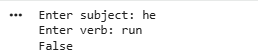 ••• Enter subject: he
Enter verb: run
False